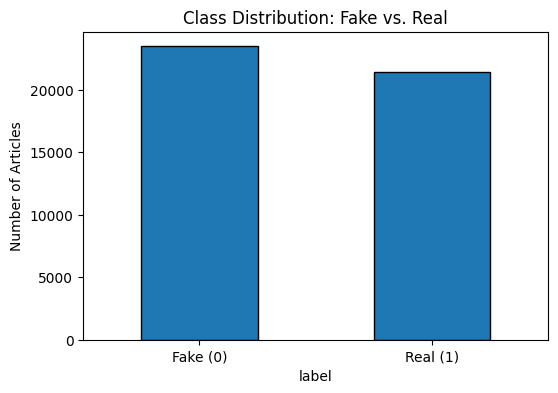 Class Distribution: Fake vs. Real
Number of Articles
20000
15000
10000
5000
0
Fake (0) Real (1)
label